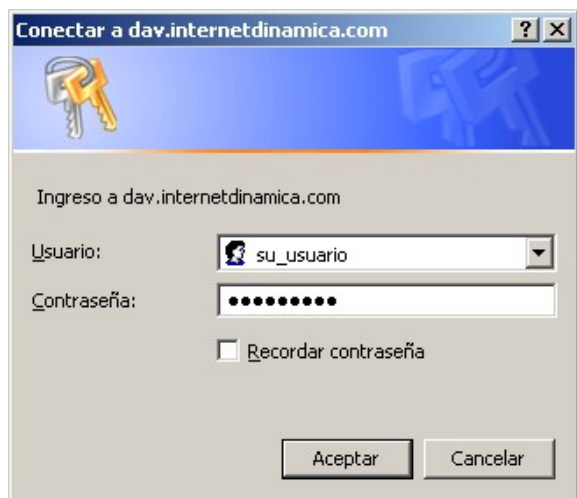 Conectar a dav.internetdinamica.com
Ingreso a dav.internetdinamica.com
Usuario: su_usuario
Contraseña: •••••••••
Recordar contraseña
Aceptar Cancelar